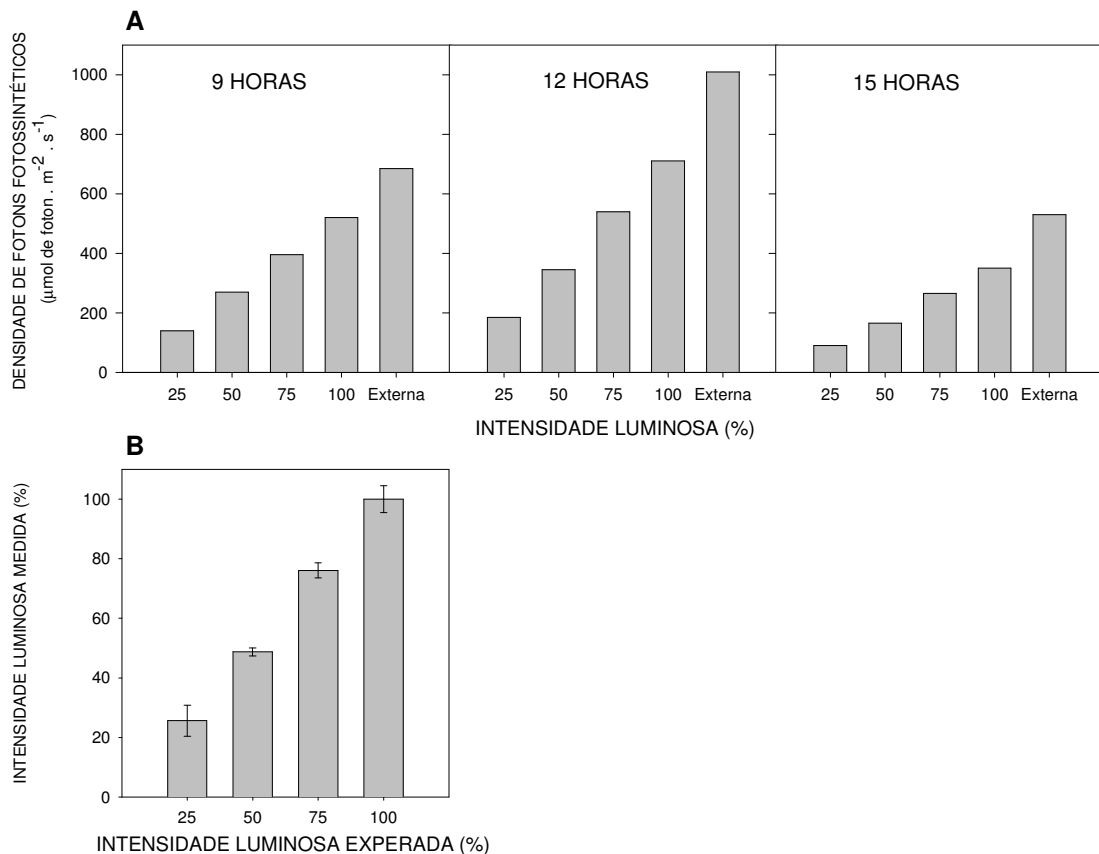 A
DENSIDADE DE FOTONS FOTOSSINTÉTICOS
(µmol de foton . m⁻² . s⁻¹)
9 HORAS
12 HORAS
15 HORAS
1000
800
600
400
200
0
25 50 75 100 Externa
25 50 75 100 Externa
25 50 75 100 Externa
INTENSIDADE LUMINOSA (%)
B
INTENSIDADE LUMINOSA MEDIDA (%)
100
80
60
40
20
0
25 50 75 100
INTENSIDADE LUMINOSA EXPERADA (%)